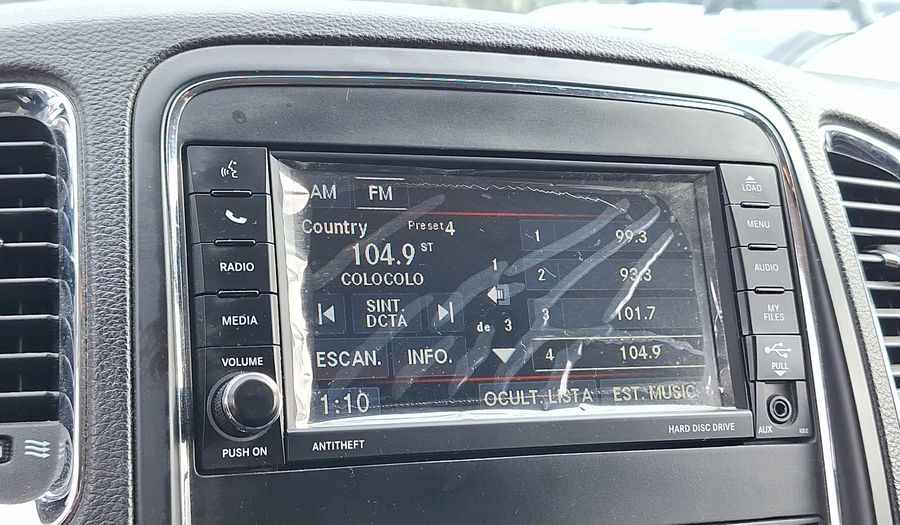 LOAD
AM FM
MENU
Country Preset 4
1 99.3
104.9 ST
RADIO
COLOCOLO
1
2 93.3
AUDIO
SINT. DCTA
3 101.7
MY FILES
MEDIA
de 3
ESCAN. INFO.
4 104.9
PULL
VOLUME
1:10
OCULT. LISTA EST. MUSIC
PUSH ON
ANTITHEFT
HARD DISC DRIVE
AUX